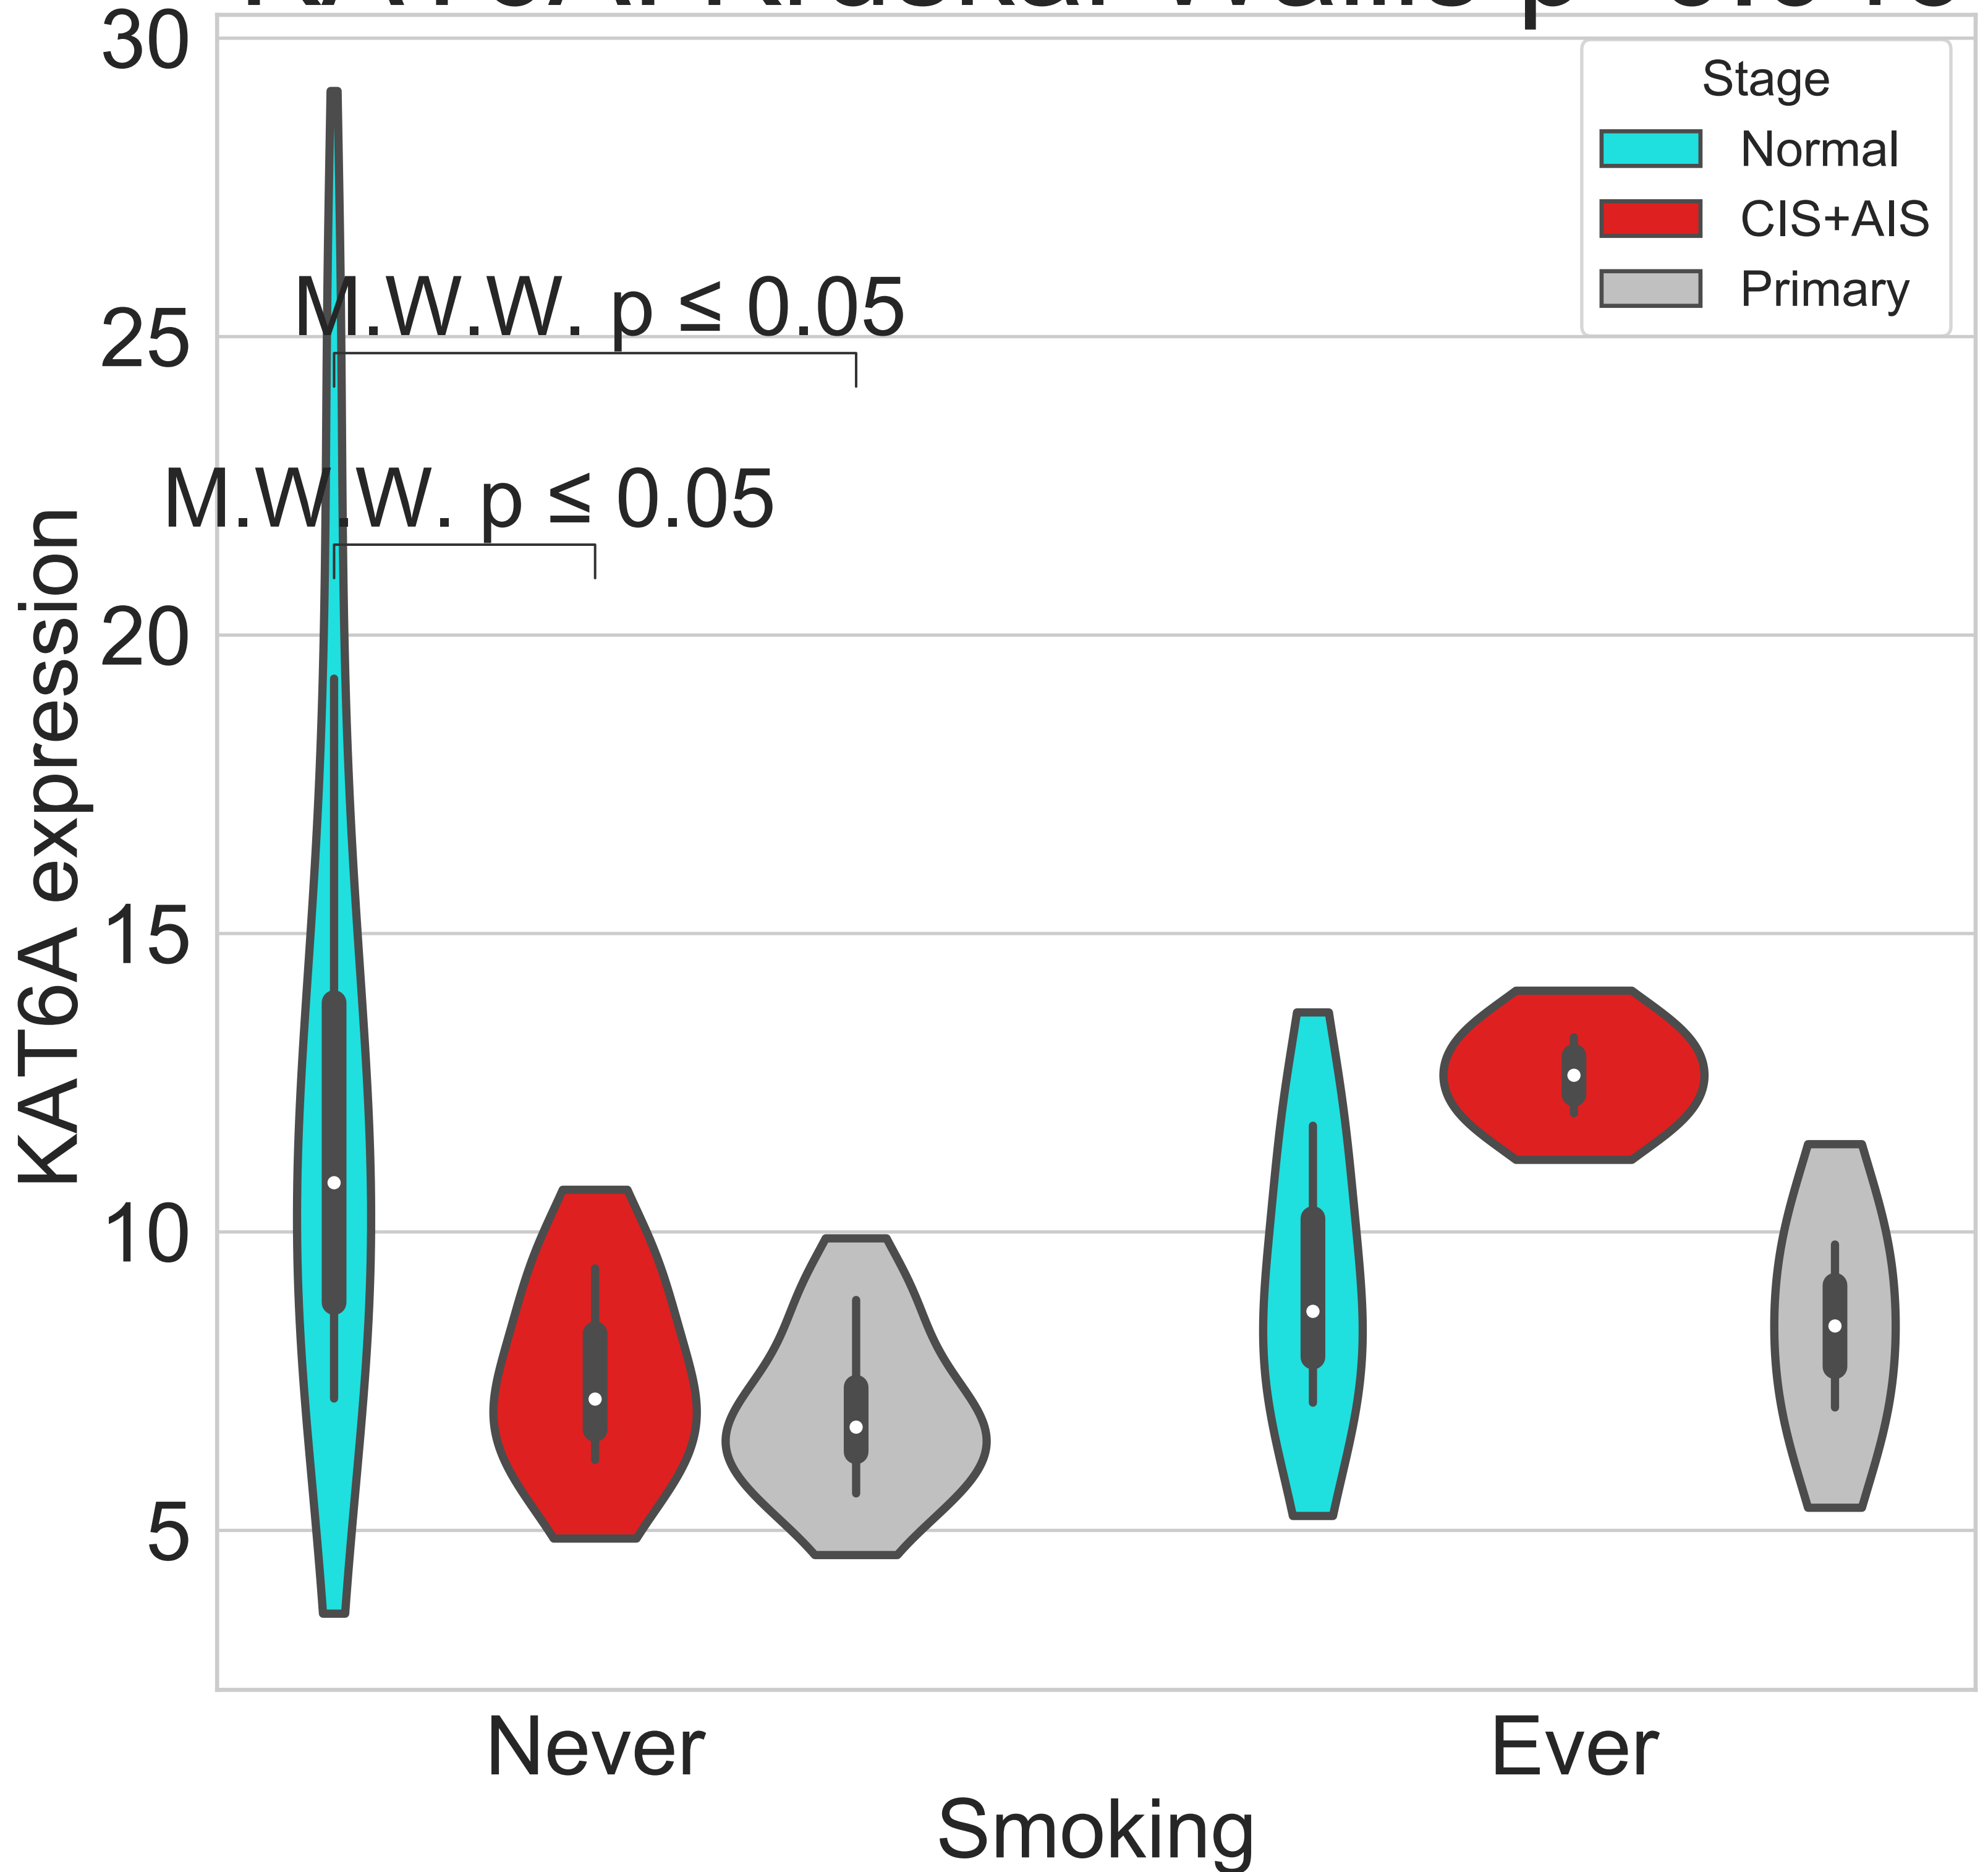 30
25
20
15
10
5
KAT6A expression
M.W.W. p ≤ 0.05
M.W.W. p ≤ 0.05
Stage
Normal
CIS+AIS
Primary
Never
Ever
Smoking